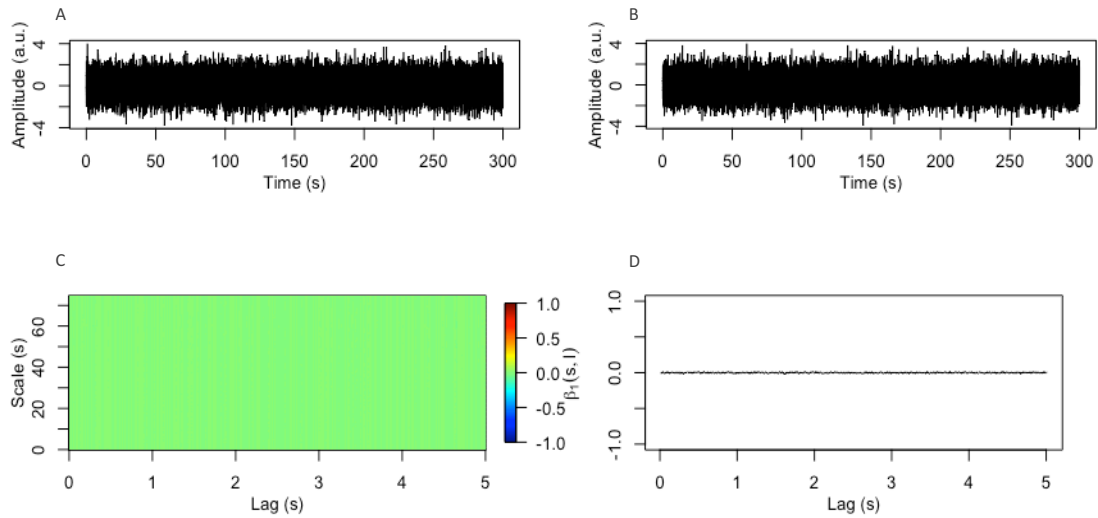 A
Amplitude (a.u.)
4
0
-4
0 50 100 150 200 250 300
Time (s)
B
Amplitude (a.u.)
4
0
-4
0 50 100 150 200 250 300
Time (s)
C
Scale (s)
60
40
20
0
0 1 2 3 4 5
Lag (s)
1.0
0.5
0.0
-0.5
-1.0
β₁(s, l)
D
1.0
0.0
-1.0
0 1 2 3 4 5
Lag (s)